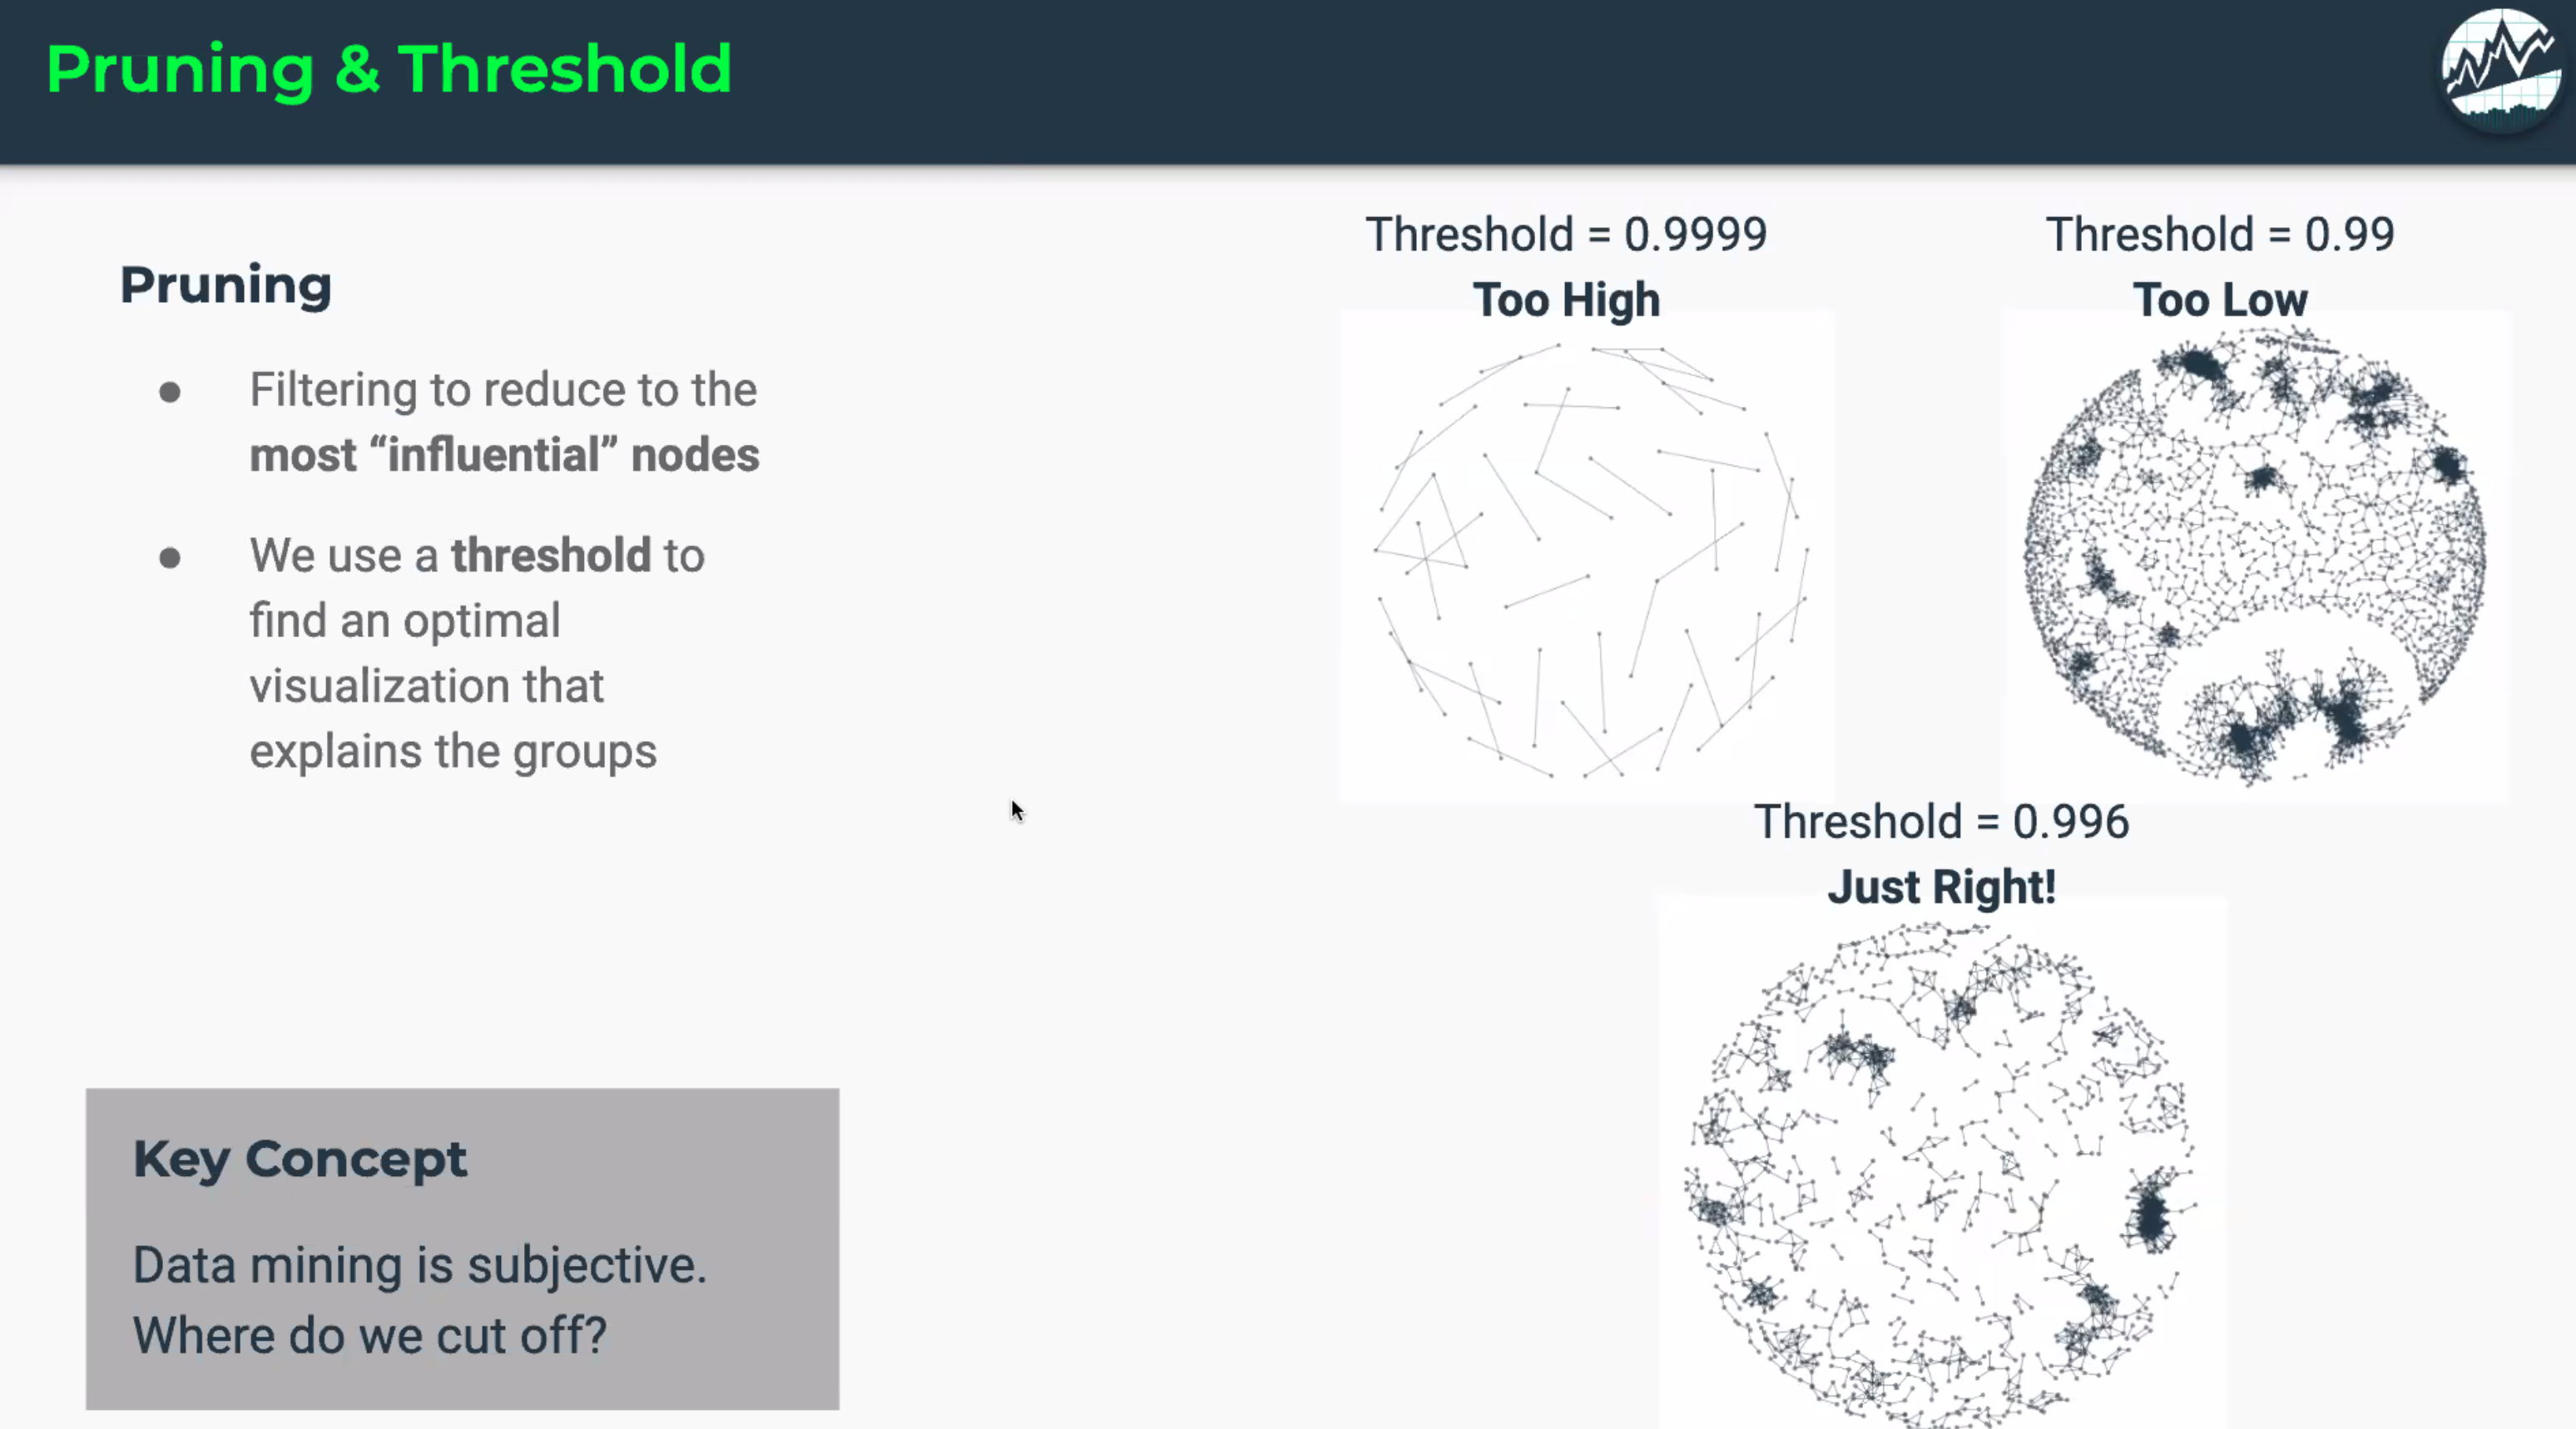 Pruning & Threshold
Pruning
● Filtering to reduce to the
most “influential” nodes
● We use a threshold to
find an optimal
visualization that
explains the groups
Key Concept
Data mining is subjective.
Where do we cut off?
Threshold = 0.9999
Too High
Threshold = 0.99
Too Low
Threshold = 0.996
Just Right!